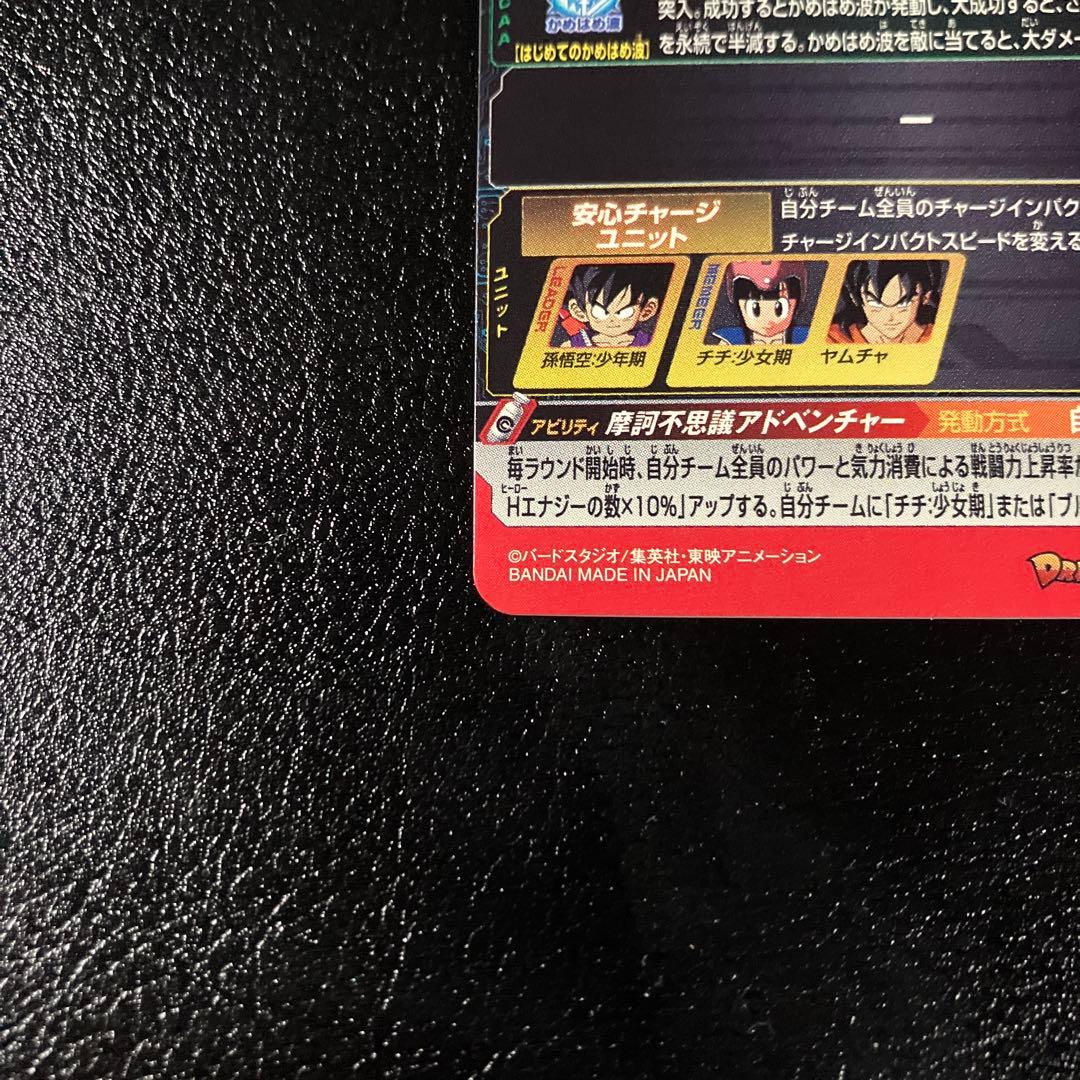 突入。成功するとかめはめ波が発動し、大成功すると、さ
DAA
かめはめ波
【はじめてのかめはめ波】
を永続で半減する。かめはめ波を敵に当てると、大ダメー
ー
ユニット
安心チャージ
ユニット
自分チーム全員のチャージインパク
チャージインパクトスピードを変える
LEADER
孫悟空:少年期
MEMBER
チチ:少女期
ヤムチャ
アビリティ 摩訶不思議アドベンチャー 発動方式 自
毎ラウンド開始時、自分チーム全員のパワーと気力消費による戦闘力上昇率が
Hエナジーの数×10%」アップする。自分チームに「チチ:少女期」または「ブル
©バードスタジオ/集英社・東映アニメーション
BANDAI MADE IN JAPAN
DR